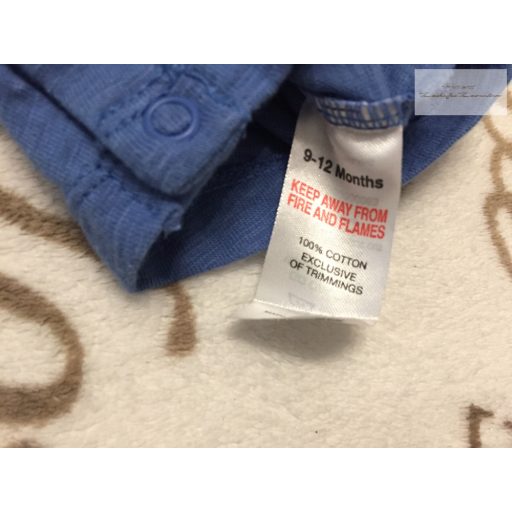 9-12 Months
KEEP AWAY FROM
FIRE AND FLAMES
100% COTTON
EXCLUSIVE
OF TRIMMINGS